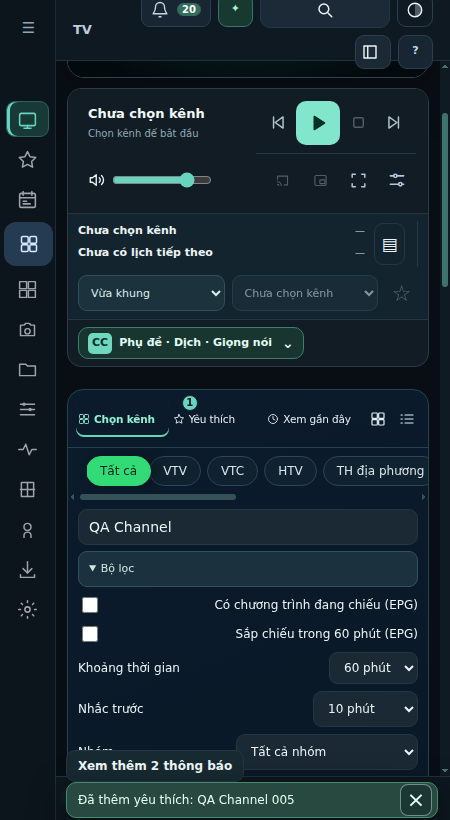 20
TV
?
Chưa chọn kênh
Chọn kênh để bắt đầu
Chưa chọn kênh —
Chưa có lịch tiếp theo —
Vừa khung Chưa chọn kênh
CC Phụ đề · Dịch · Giọng nói
1
Chọn kênh Yêu thích Xem gần đây
Tất cả VTV VTC HTV TH địa phương
QA Channel
Bộ lọc
Có chương trình đang chiếu (EPG)
Sắp chiếu trong 60 phút (EPG)
Khoảng thời gian 60 phút
Nhắc trước 10 phút
Tất cả nhóm
Xem thêm 2 thông báo
Đã thêm yêu thích: QA Channel 005